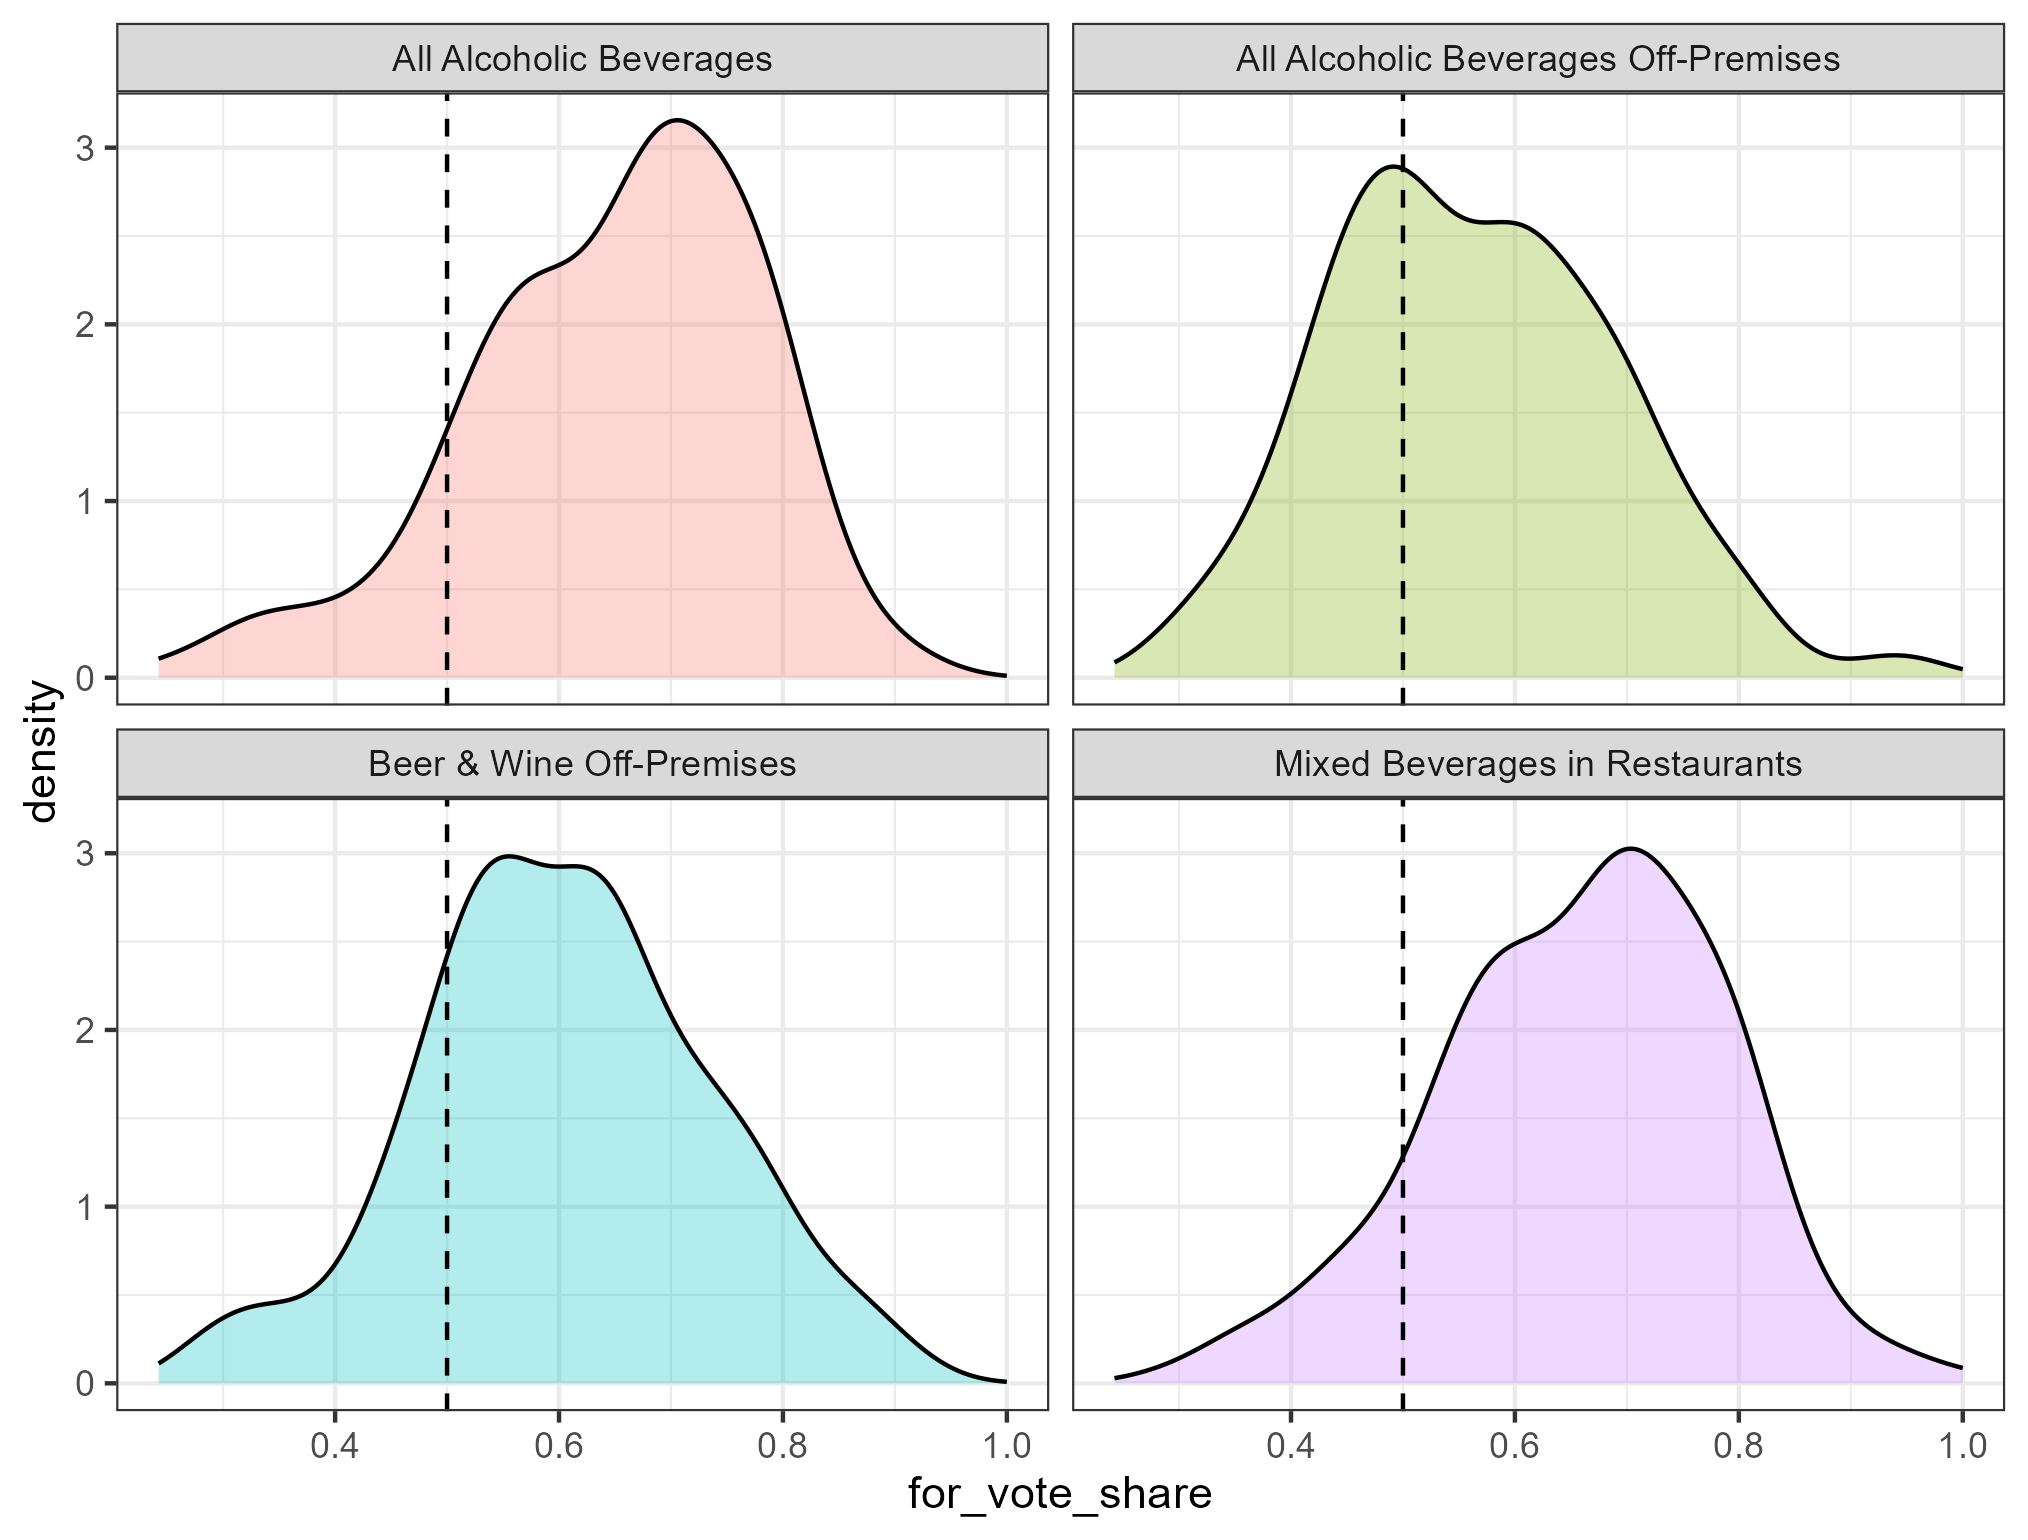 All Alcoholic Beverages
All Alcoholic Beverages Off-Premises
3
2
1
0
Beer & Wine Off-Premises
Mixed Beverages in Restaurants
3
2
1
0
density
0.4 0.6 0.8 1.0
0.4 0.6 0.8 1.0
for_vote_share